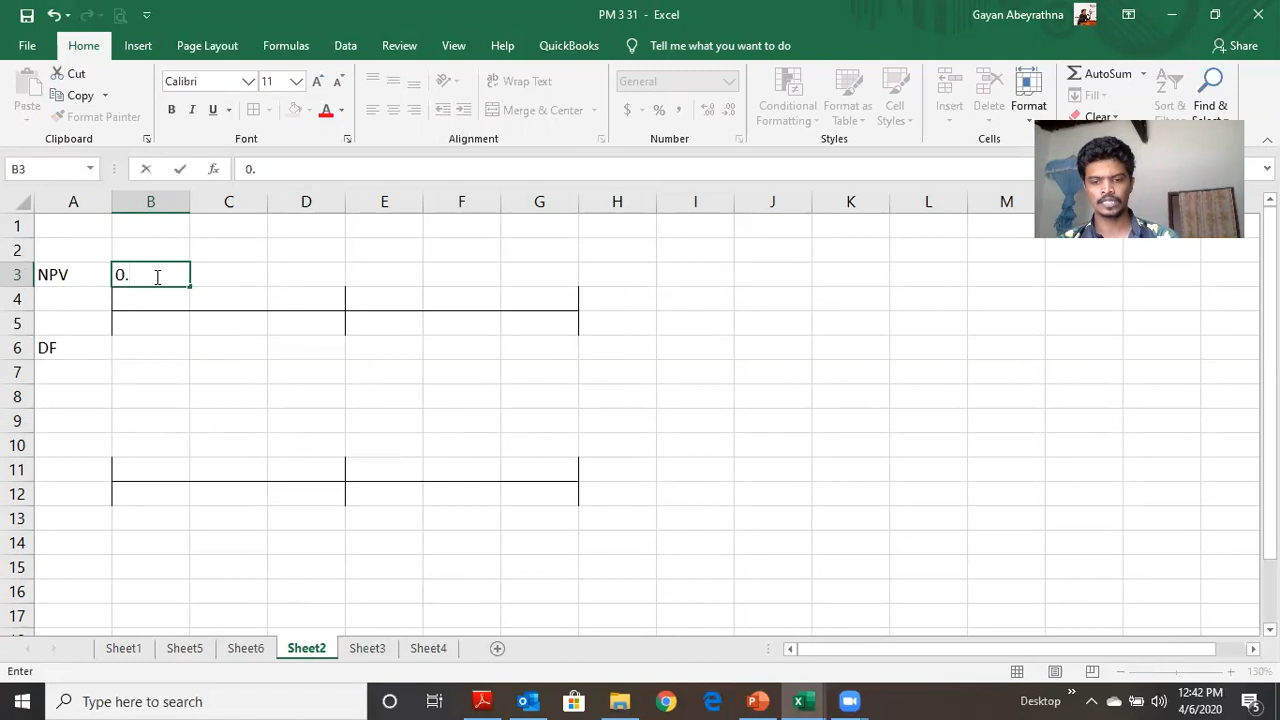 PM 3 31 - Excel
Gayan Abeyrathna
File Home Insert Page Layout Formulas Data Review View Help QuickBooks Tell me what you want to do Share
Paste
Cut
Copy
Format Painter
Clipboard
Calibri 11
B I U
Font
Wrap Text
Merge & Center
Alignment
General
$ % ,
Number
Conditional Formatting
Format as Table
Cell Styles
Styles
Insert Delete Format
Cells
AutoSum
Fill
Clear
Sort &
Find &
B3 fx 0.
A B C D E F G H I J K L M
1
2
3 NPV 0.
4
5
6 DF
7
8
9
10
11
12
13
14
15
16
17
Sheet1 Sheet5 Sheet6 Sheet2 Sheet3 Sheet4
Enter 130%
Type here to search
Desktop
12:42 PM
4/6/2020
5